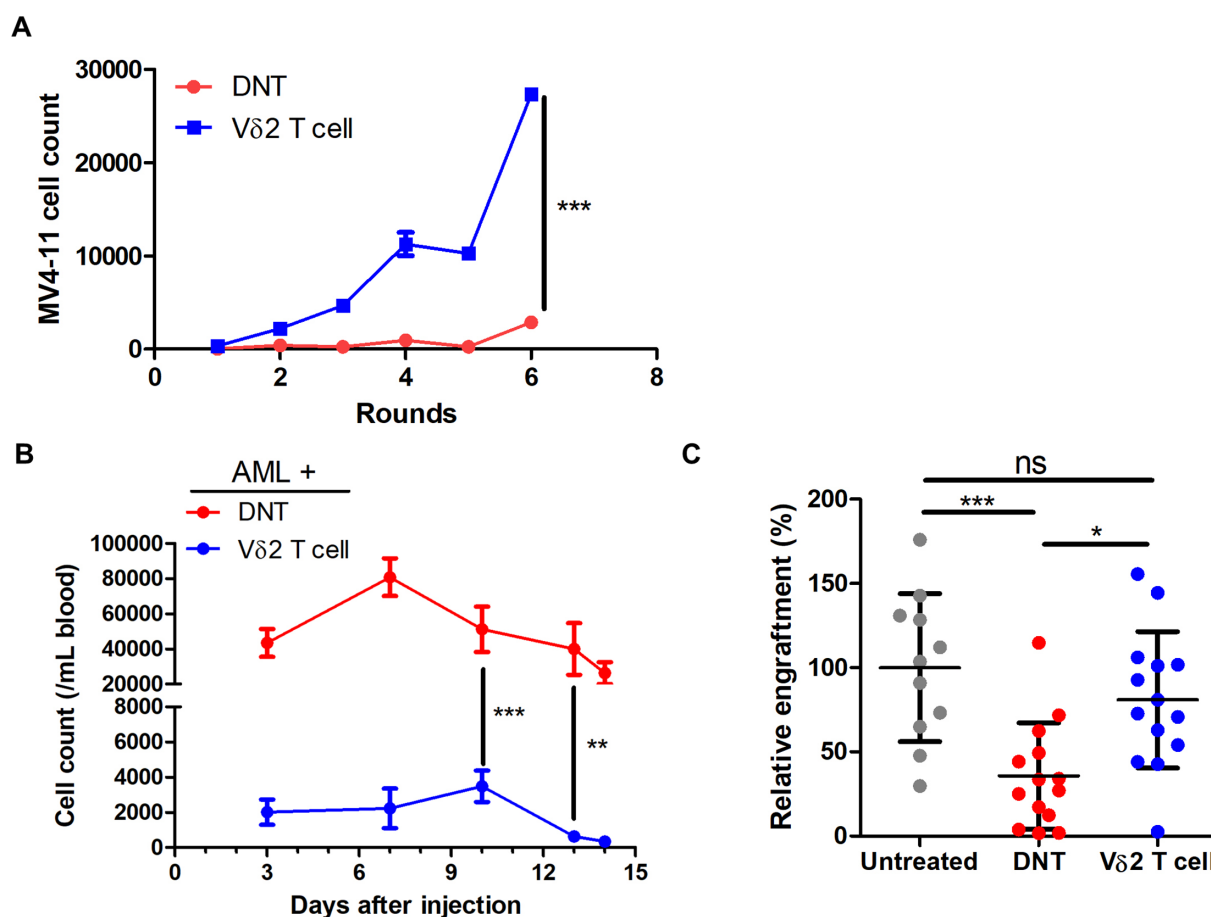 A
30000
20000
10000
0
MV4-11 cell count
DNT
Vδ2 T cell
***
0 2 4 6 8
Rounds
B
AML +
DNT
Vδ2 T cell
100000
80000
60000
40000
20000
8000
6000
4000
2000
0
Cell count (/mL blood)
***
**
0 3 6 9 12 15
Days after injection
C
ns
***
*
200
150
100
50
0
Relative engraftment (%)
Untreated DNT Vδ2 T cell